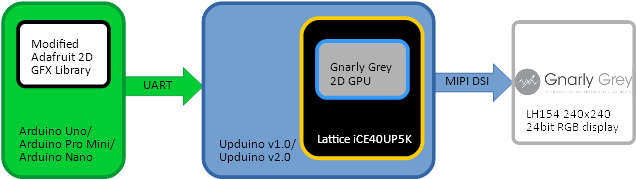 Modified
Adafruit 2D
GFX Library
Arduino Uno/
Arduino Pro Mini/
Arduino Nano
UART
Gnarly Grey
2D GPU
Lattice iCE40UP5K
Upduino v1.0/
Upduino v2.0
MIPI DSI
Gnarly Grey
LH154 240x240
24bit RGB display